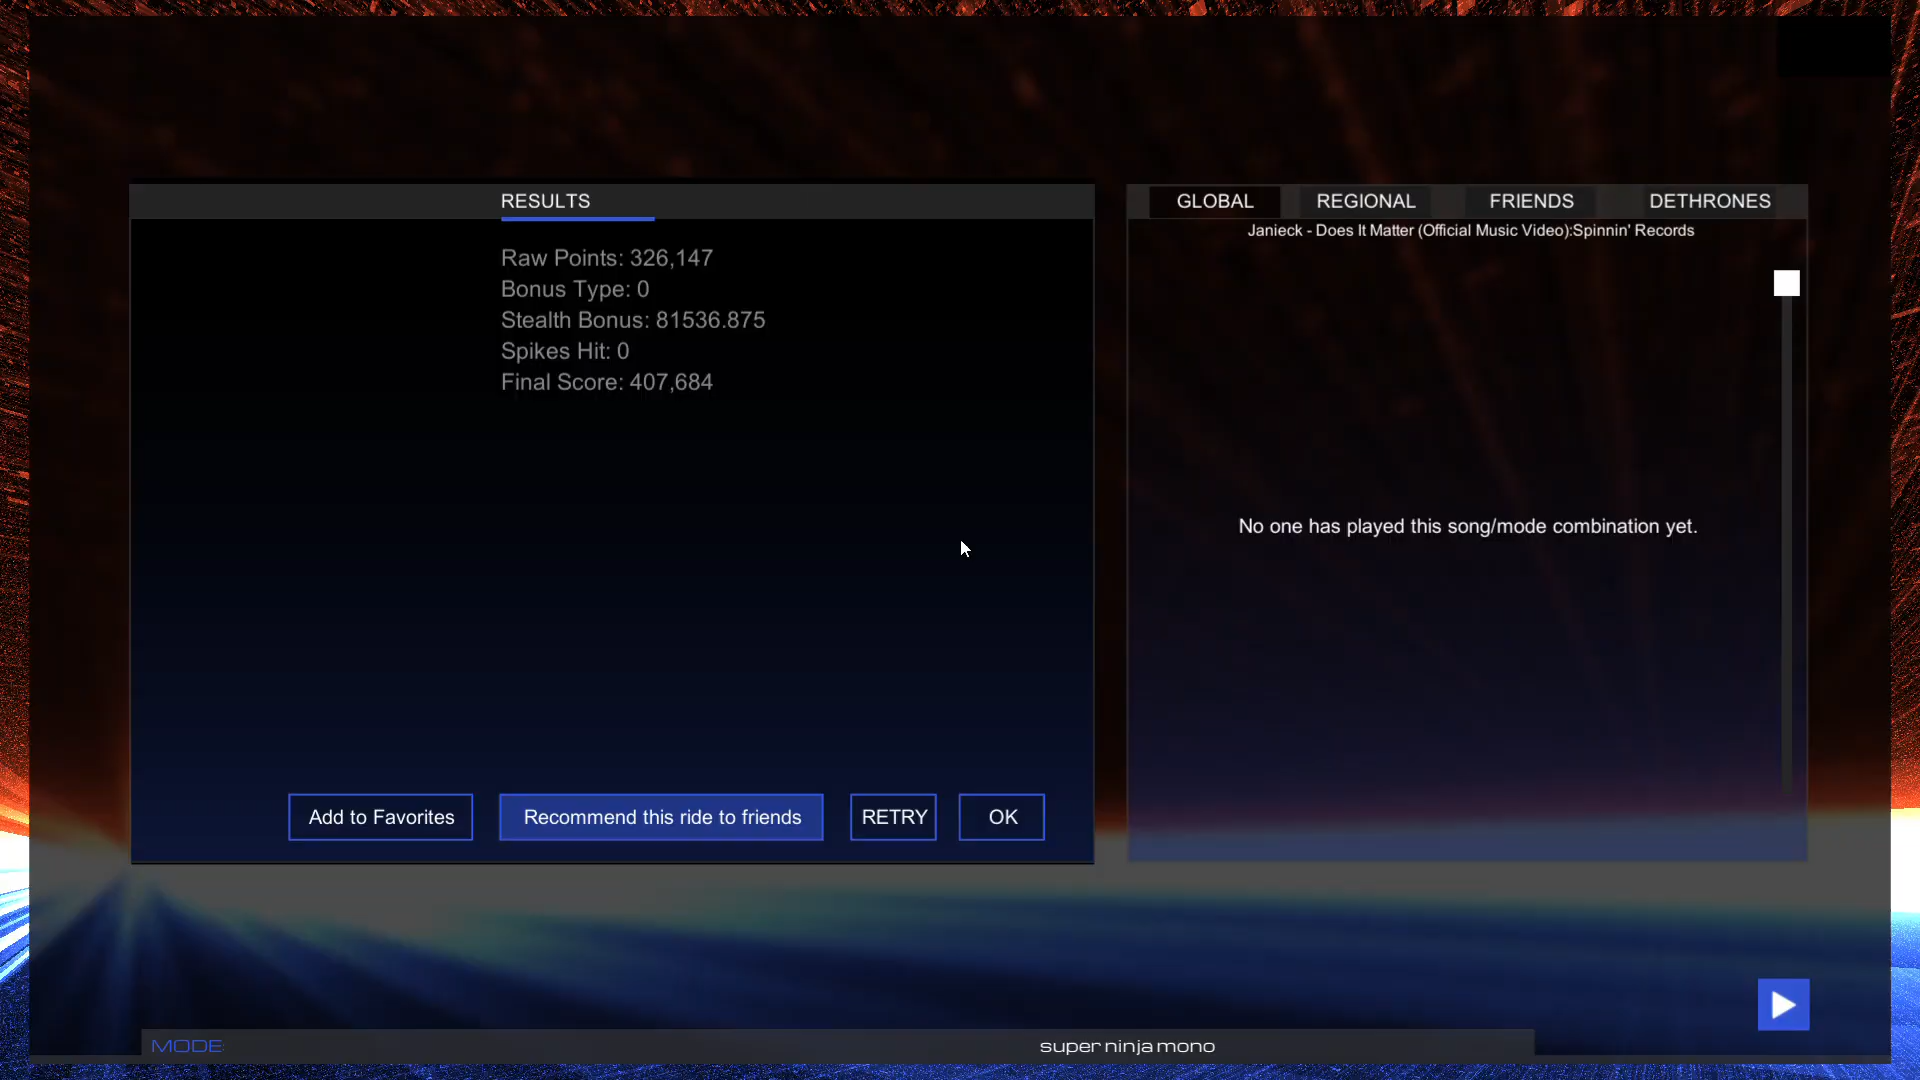 RESULTS
Raw Points: 326,147
Bonus Type: 0
Stealth Bonus: 81536.875
Spikes Hit: 0
Final Score: 407,684
Add to Favorites
Recommend this ride to friends
RETRY
OK
GLOBAL
REGIONAL
FRIENDS
DETHRONES
Janieck - Does It Matter (Official Music Video):Spinnin' Records
No one has played this song/mode combination yet.
MODE:
super ninja mono